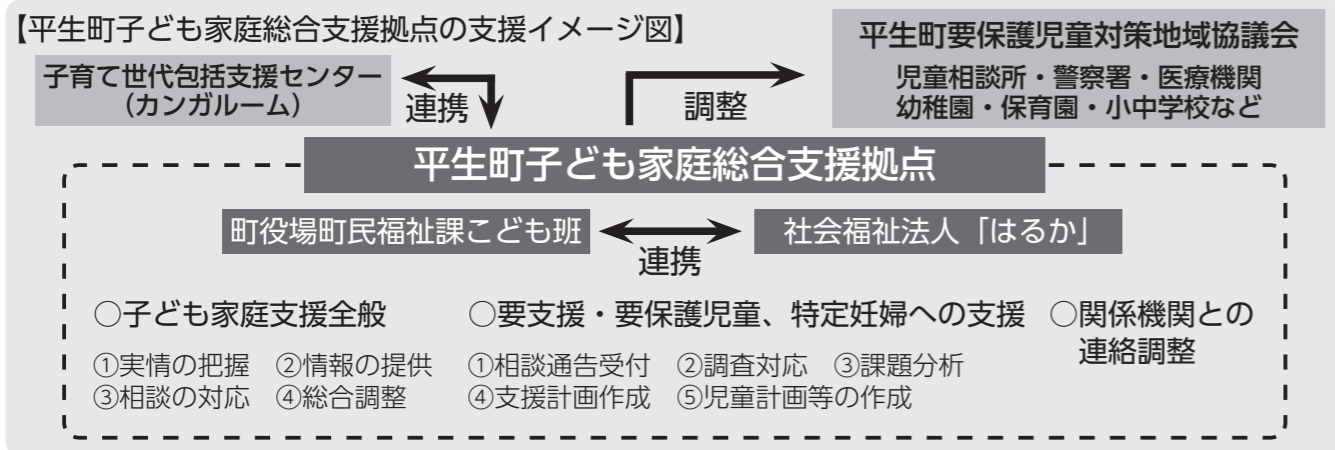 【平生町子ども家庭総合支援拠点の支援イメージ図】
子育て世代包括支援センター
（カンガルーム）
連携
調整
平生町要保護児童対策地域協議会
児童相談所・警察署・医療機関
幼稚園・保育園・小中学校など
平生町子ども家庭総合支援拠点
町役場町民福祉課こども班
連携
社会福祉法人「はるか」
○子ども家庭支援全般
①実情の把握　②情報の提供
③相談の対応　④総合調整
○要支援・要保護児童、特定妊婦への支援
①相談通告受付　②調査対応　③課題分析
④支援計画作成　⑤児童計画等の作成
○関係機関との
連絡調整